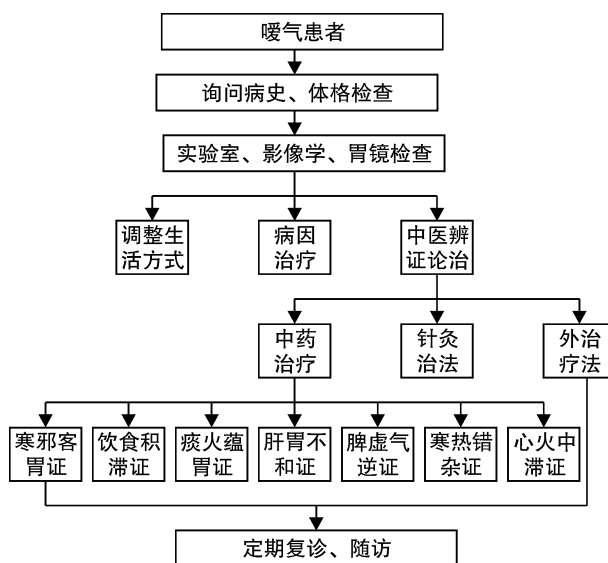 嗳气患者
询问病史、体格检查
实验室、影像学、胃镜检查
调整生
活方式
病因
治疗
中医辨
证论治
中药
治疗
针灸
治法
外治
疗法
寒邪客
胃证
饮食积
滞证
痰火蕴
胃证
肝胃不
和证
脾虚气
逆证
寒热错
杂证
心火中
滞证
定期复诊、随访